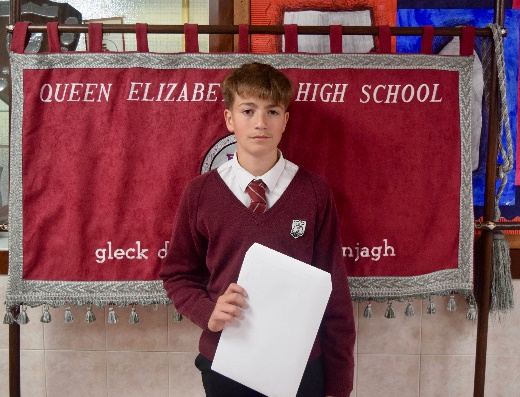 QUEEN ELIZABE HIGH SCHOOL
gleck d njagh